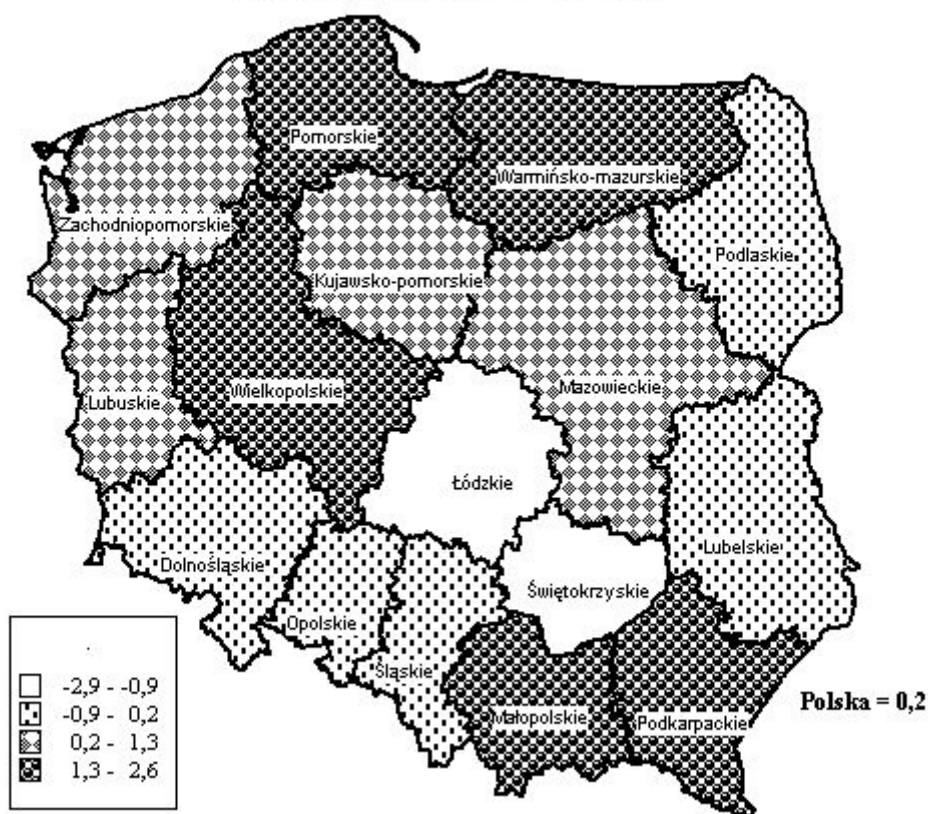 Pomorskie
Warmińsko-mazurskie
Zachodniopomorskie
Podlaskie
Kujawsko-pomorskie
Wielkopolskie
Mazowieckie
Lubuskie
Łódzkie
Lubelskie
Dolnośląskie
Świętokrzyskie
Opolskie
Śląskie
Małopolskie
Podkarpackie
Polska = 0,2
-2,9 - -0,9
-0,9 - 0,2
0,2 - 1,3
1,3 - 2,6